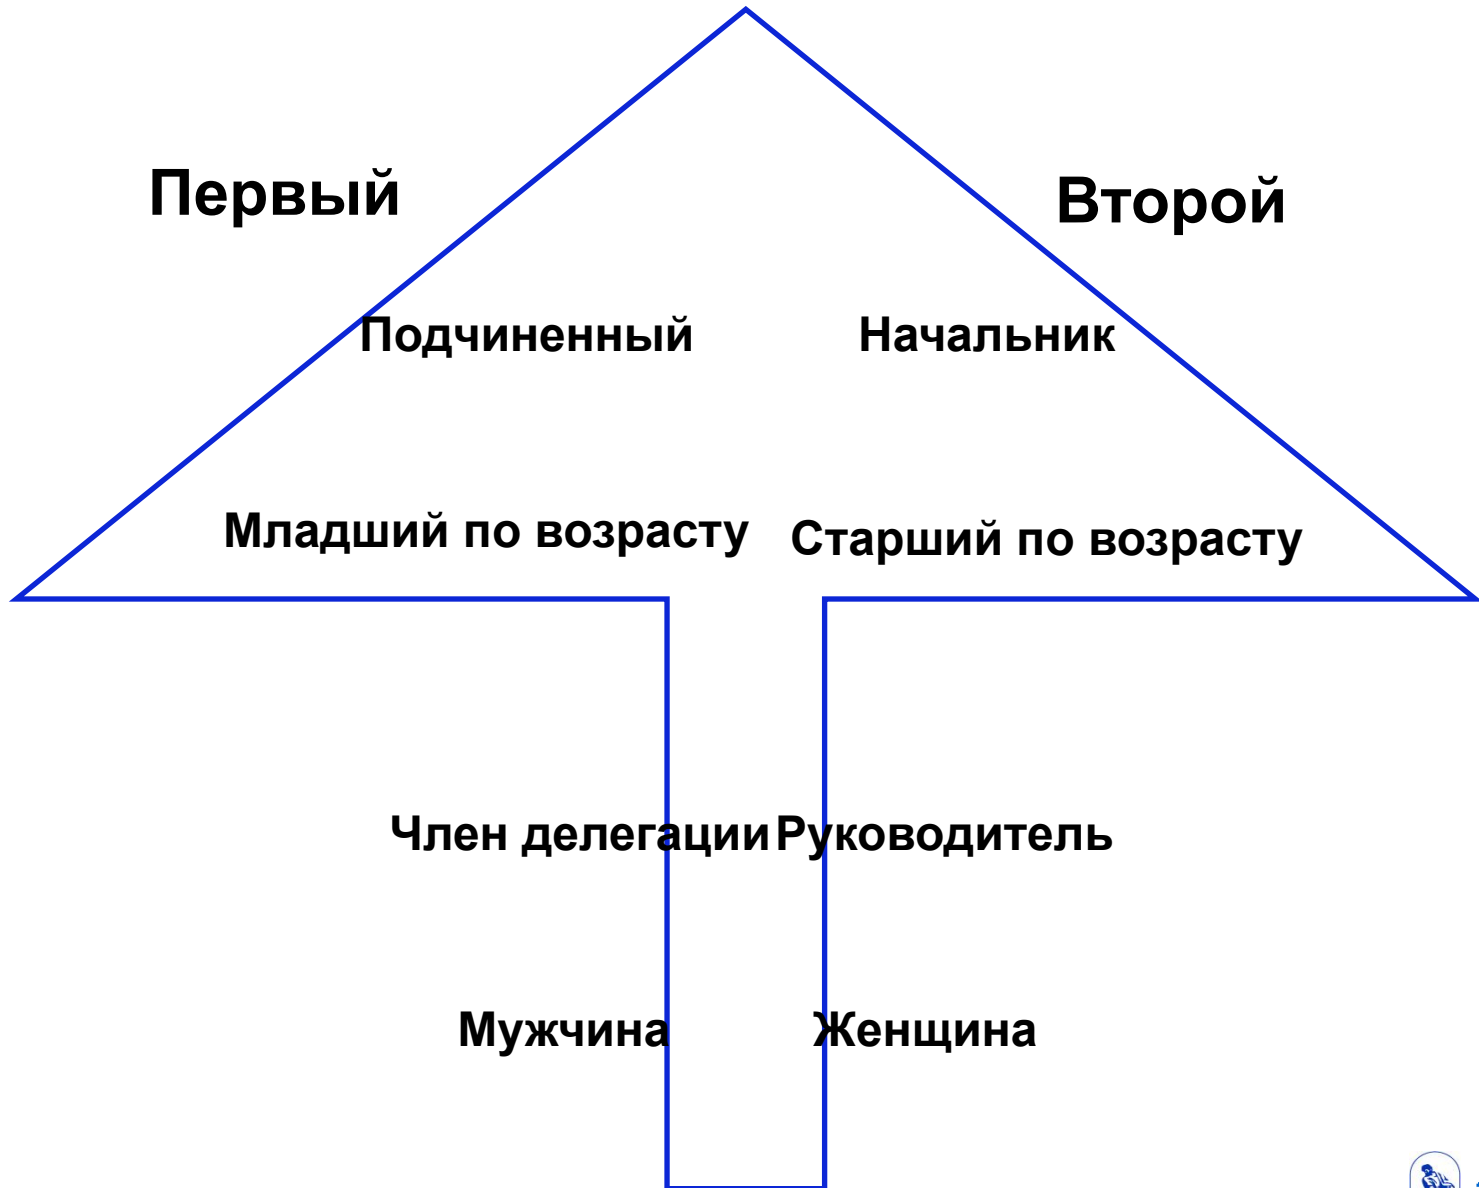 Первый
Второй
Подчиненный
Начальник
Младший по возрасту
Старший по возрасту
Член делегации
Руководитель
Мужчина
Женщина